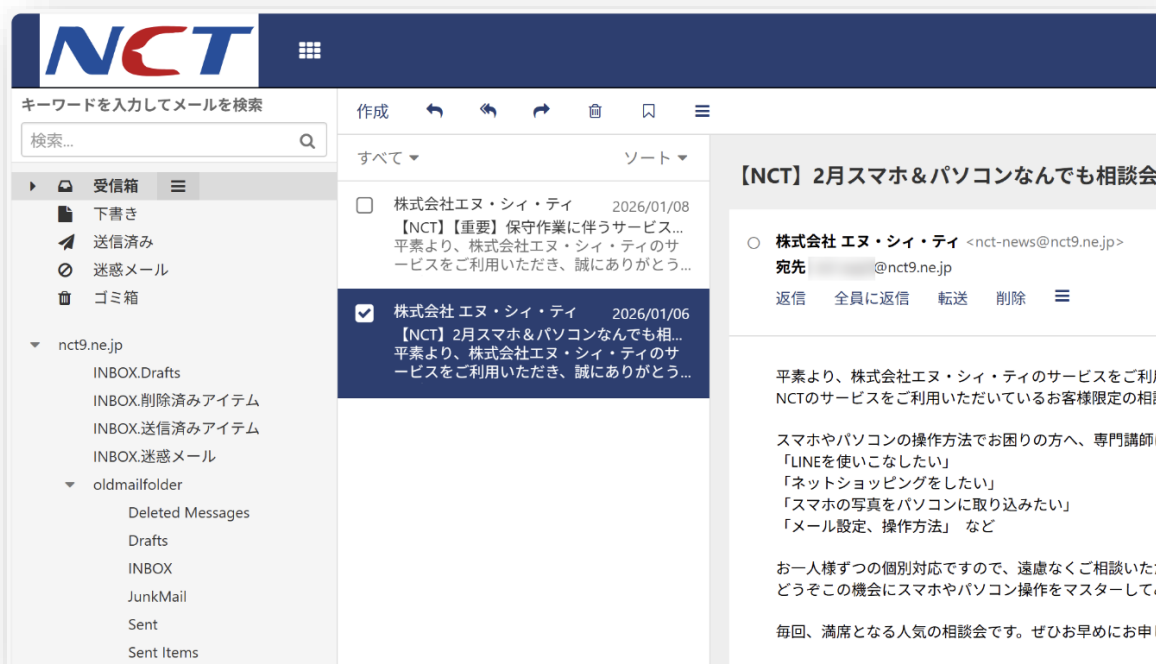 NCT
キーワードを入力してメールを検索
検索...
受信箱
下書き
送信済み
迷惑メール
ゴミ箱
nct9.ne.jp
INBOX.Drafts
INBOX.削除済みアイテム
INBOX.送信済みアイテム
INBOX.迷惑メール
oldmailfolder
Deleted Messages
Drafts
INBOX
JunkMail
Sent
Sent Items
作成
すべて ソート
株式会社エヌ・シィ・ティ 2026/01/08
【NCT】【重要】保守作業に伴うサービス...
平素より、株式会社エヌ・シィ・ティのサ
ービスをご利用いただき、誠にありがとう...
株式会社 エヌ・シィ・ティ 2026/01/06
【NCT】2月スマホ＆パソコンなんでも相...
平素より、株式会社エヌ・シィ・ティのサ
ービスをご利用いただき、誠にありがとう...
【NCT】2月スマホ＆パソコンなんでも相談会
株式会社 エヌ・シィ・ティ <nct-news@nct9.ne.jp>
宛先 @nct9.ne.jp
返信 全員に返信 転送 削除
平素より、株式会社エヌ・シィ・ティのサービスをご利
NCTのサービスをご利用いただいているお客様限定の相
スマホやパソコンの操作方法でお困りの方へ、専門講師
「LINEを使いこなしたい」
「ネットショッピングをしたい」
「スマホの写真をパソコンに取り込みたい」
「メール設定、操作方法」 など
お一人様ずつの個別対応ですので、遠慮なくご相談いた
どうぞこの機会にスマホやパソコン操作をマスターして
毎回、満席となる人気の相談会です。ぜひお早めにお申